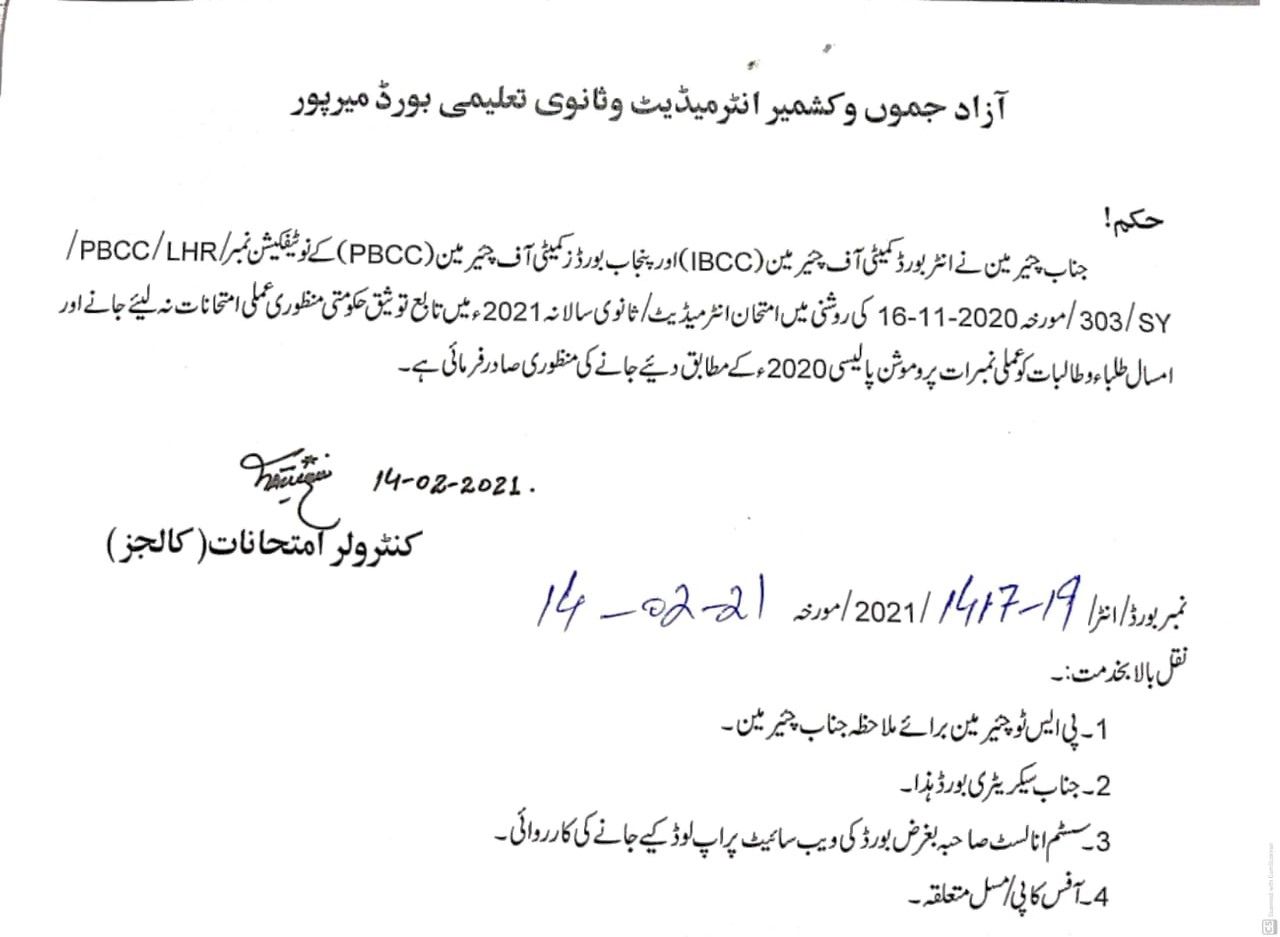 آزاد جموں وکشمیر انٹرمیڈیٹ وثانوی تعلیمی بورڈ میرپور
حکم!
جناب چیئرمین نے انٹر بورڈ کمیٹی آف چیئرمین (IBCC) اور پنجاب بورڈز کمیٹی آف چیئرمین (PBCC) کے نوٹیفکیشن نمبر/PBCC/LHR/
303/SY/مورخہ 2020-11-16 کی روشنی میں امتحان انٹرمیڈیٹ/ثانوی سالانہ 2021ء میں تابع توثیق حکومتی منظوری عملی امتحانات نہ لیئے جانے اور
امسال طلباء وطالبات کو عملی نمبرات پروموشن پالیسی 2020ء کے مطابق دیئے جانے کی منظوری صادر فرمائی ہے۔
14-02-2021.
کنٹرولر امتحانات (کالجز)
نمبر بورڈ/انٹر/1417-19/2021/مورخہ 14-02-21
نقل بالا بخدمت:۔
1۔ پی ایس ٹو چیئرمین برائے ملاحظہ جناب چیئرمین۔
2۔ جناب سیکریٹری بورڈ ہذا۔
3۔ سسٹم انالسٹ صاحبہ بغرض بورڈ کی ویب سائیٹ پر اپ لوڈ کیے جانے کی کارروائی۔
4۔ آفس کاپی/مسل متعلقہ۔
CS Scanned with CamScanner